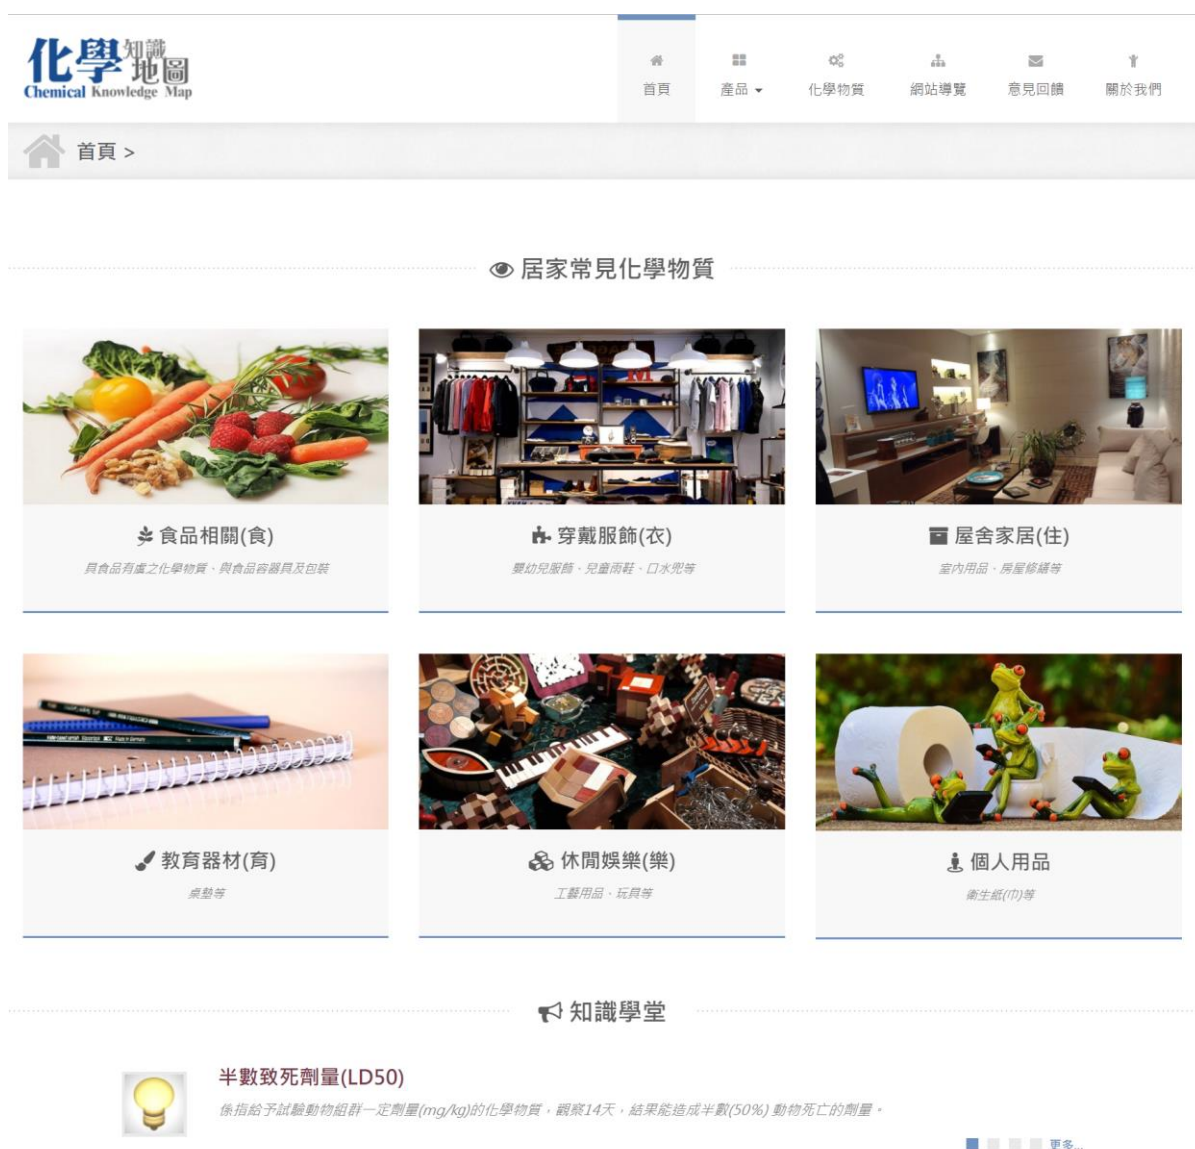 化學知識地圖
Chemical Knowledge Map
首頁
產品
化學物質
網站導覽
意見回饋
關於我們
首頁 >
居家常見化學物質
食品相關(食)
具食品有虞之化學物質、與食品容器具及包裝
穿戴服飾(衣)
嬰幼兒服飾、兒童雨鞋、口水兜等
屋舍家居(住)
室內用品、房屋修繕等
教育器材(育)
桌墊等
休閒娛樂(樂)
工藝用品、玩具等
個人用品
衛生紙(巾)等
知識學堂
半數致死劑量(LD50)
係指給予試驗動物組群一定劑量(mg/kg)的化學物質，觀察14天，結果能造成半數(50%) 動物死亡的劑量。
更多...